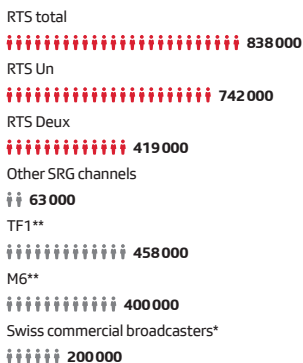 RTS total
838 000
RTS Un
742 000
RTS Deux
419 000
Other SRG channels
63 000
TF1**
458 000
M6**
400 000
Swiss commercial broadcasters*
200 000